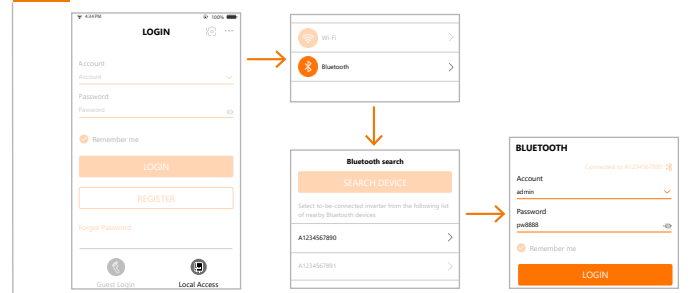 4:34 PM
100%
LOGIN
Account
Account
Password
Password
Remember me
LOGIN
REGISTER
Forgot Password
Guest Login
Local Access
Wi-Fi
Bluetooth
Bluetooth search
SEARCH DEVICE
Select to-be-connected inverter from the following list
of nearby Bluetooth devices
A1234567890
A1234567891
BLUETOOTH
Connected to A1234567890
Account
admin
Password
pw8888
Remember me
LOGIN